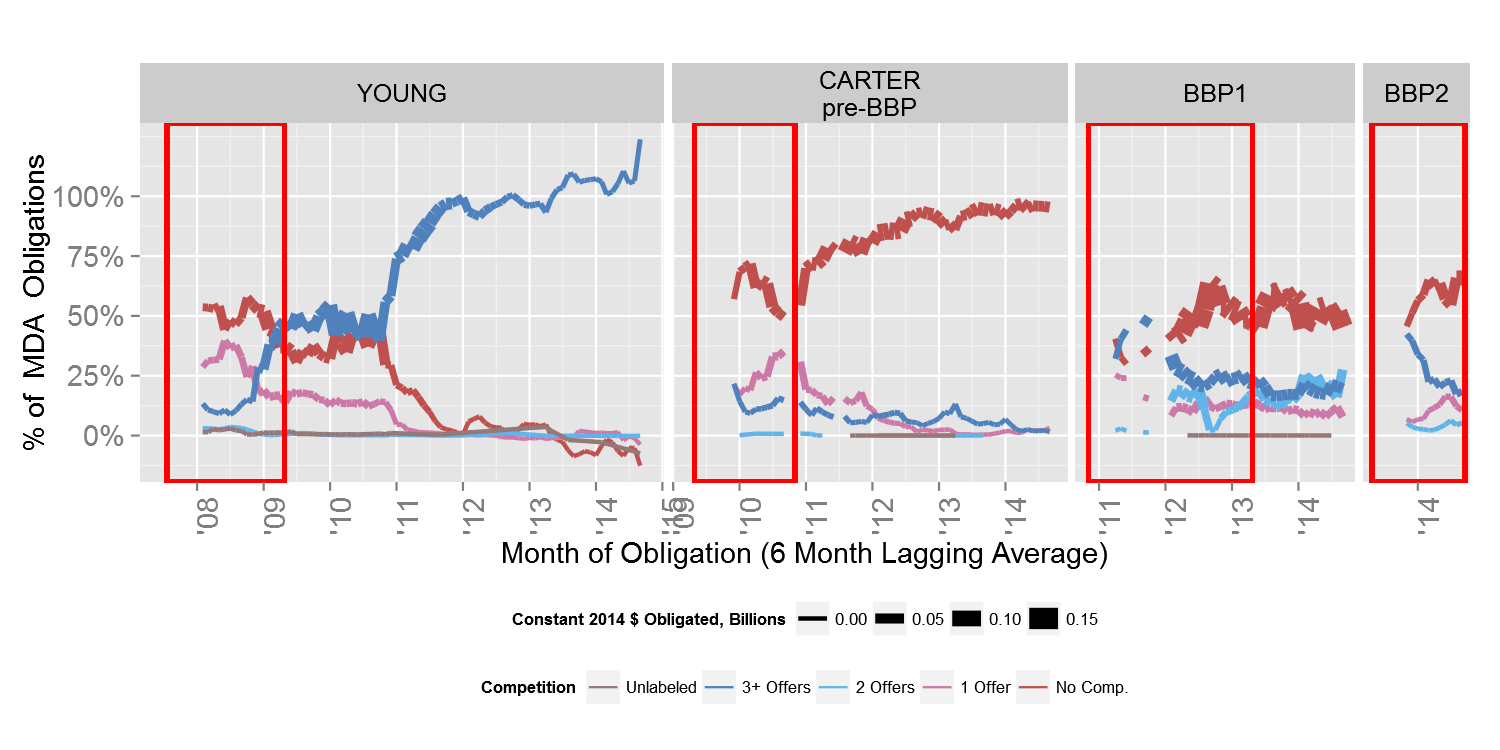 YOUNG
CARTER
pre-BBP
BBP1
BBP2
% of MDA Obligations
100%
75%
50%
25%
0%
'08 '09 '10 '11 '12 '13 '14 '15
'09 '10 '11 '12 '13 '14
'11 '12 '13 '14
'14
Month of Obligation (6 Month Lagging Average)
Constant 2014 $ Obligated, Billions 0.00 0.05 0.10 0.15
Competition Unlabeled 3+ Offers 2 Offers 1 Offer No Comp.